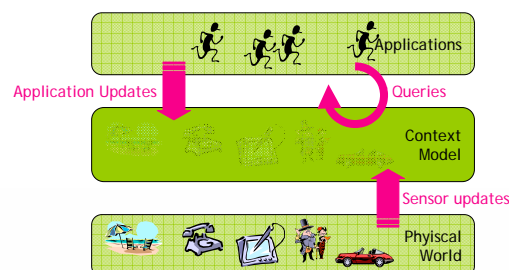 Applications
Application Updates
Queries
Context
Model
Sensor updates
Phyiscal
World